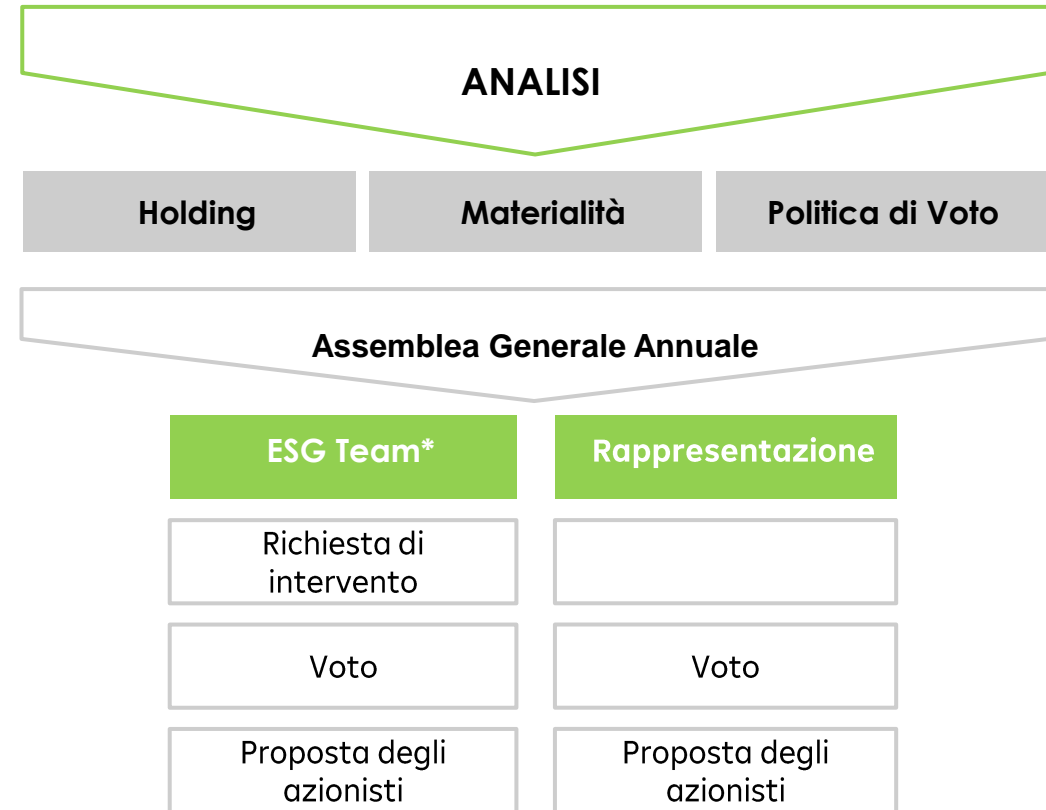 ANALISI
Holding
Materialità
Politica di Voto
Assemblea Generale Annuale
ESG Team*
Rappresentazione
Richiesta di
intervento
Voto
Voto
Proposta degli
azionisti
Proposta degli
azionisti